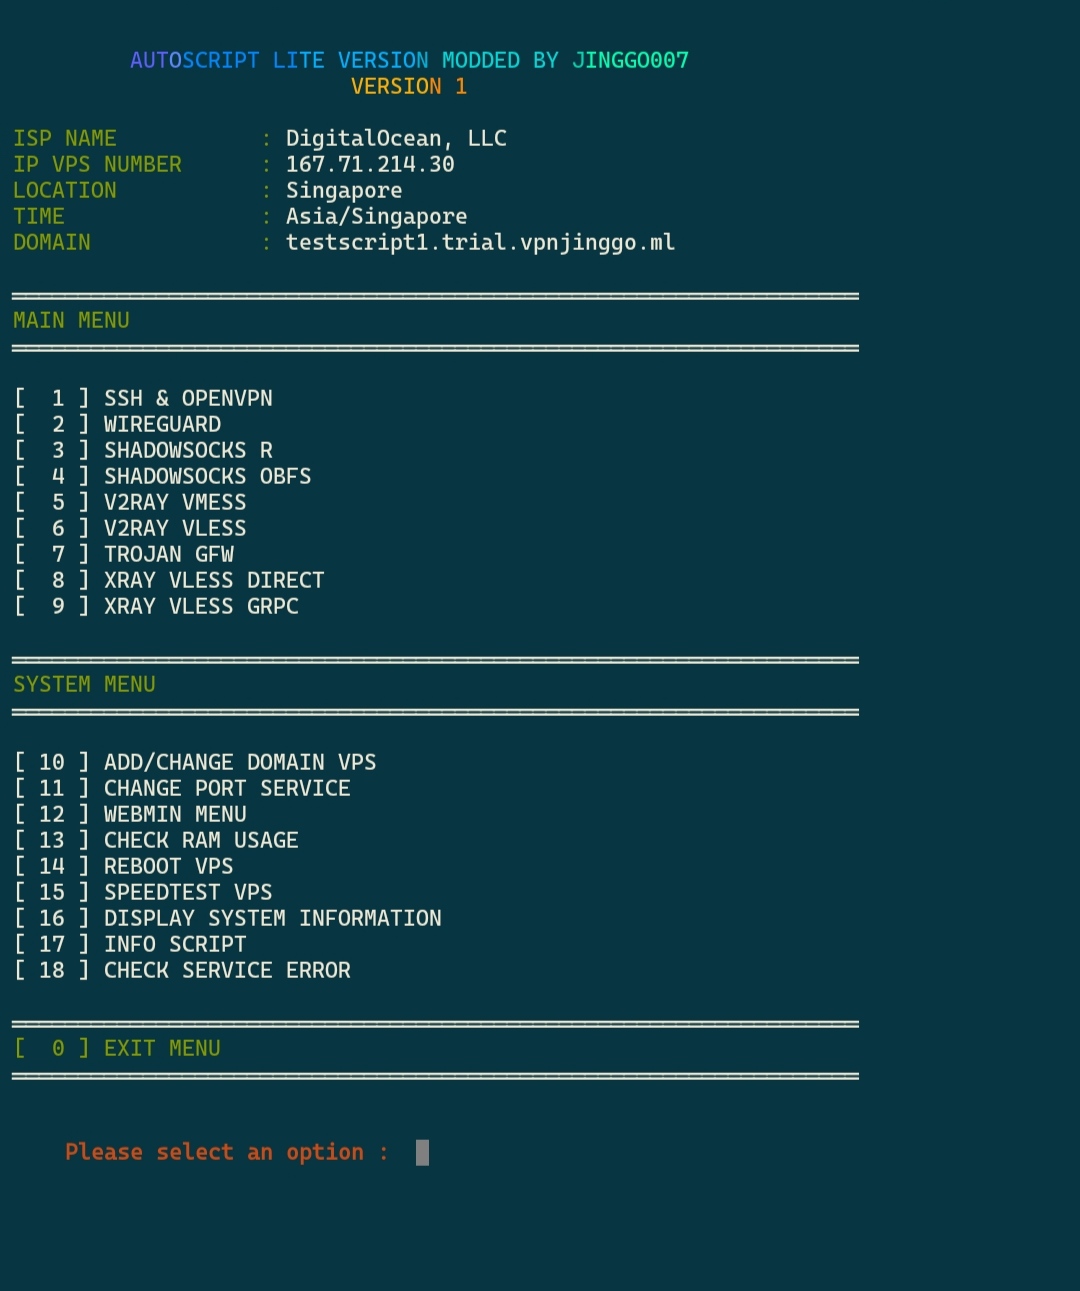 AUTOSCRIPT LITE VERSION MODDED BY JINGGO007
VERSION 1
ISP NAME : DigitalOcean, LLC
IP VPS NUMBER : 167.71.214.30
LOCATION : Singapore
TIME : Asia/Singapore
DOMAIN : testscript1.trial.vpnjinggo.ml
MAIN MENU
[  1 ] SSH & OPENVPN
[  2 ] WIREGUARD
[  3 ] SHADOWSOCKS R
[  4 ] SHADOWSOCKS OBFS
[  5 ] V2RAY VMESS
[  6 ] V2RAY VLESS
[  7 ] TROJAN GFW
[  8 ] XRAY VLESS DIRECT
[  9 ] XRAY VLESS GRPC
SYSTEM MENU
[ 10 ] ADD/CHANGE DOMAIN VPS
[ 11 ] CHANGE PORT SERVICE
[ 12 ] WEBMIN MENU
[ 13 ] CHECK RAM USAGE
[ 14 ] REBOOT VPS
[ 15 ] SPEEDTEST VPS
[ 16 ] DISPLAY SYSTEM INFORMATION
[ 17 ] INFO SCRIPT
[ 18 ] CHECK SERVICE ERROR
[  0 ] EXIT MENU
Please select an option :